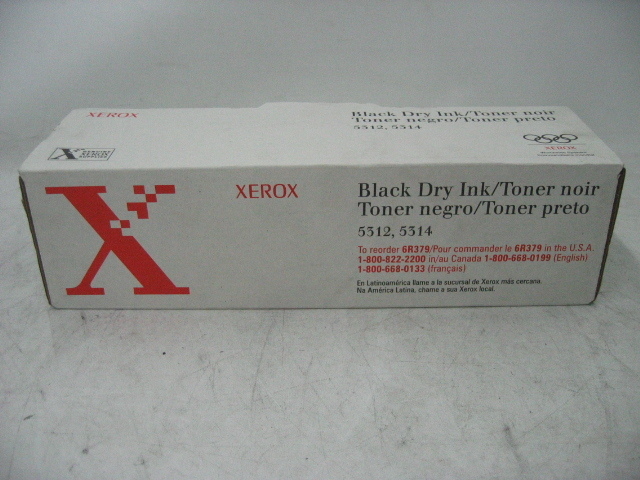 XEROX
Black Dry Ink/Toner noir
Toner negro/Toner preto
5312, 5314
XEROX
X
XEROX
Black Dry Ink/Toner noir
Toner negro/Toner preto
5312, 5314
To reorder 6R379/Pour commander le 6R379 in the U.S.A.
1-800-822-2200 in/au Canada 1-800-668-0199 (English)
1-800-668-0133 (français)
En Latinoamérica llame a la sucursal de Xerox más cercana.
Na América Latina, chame a sua Xerox local.